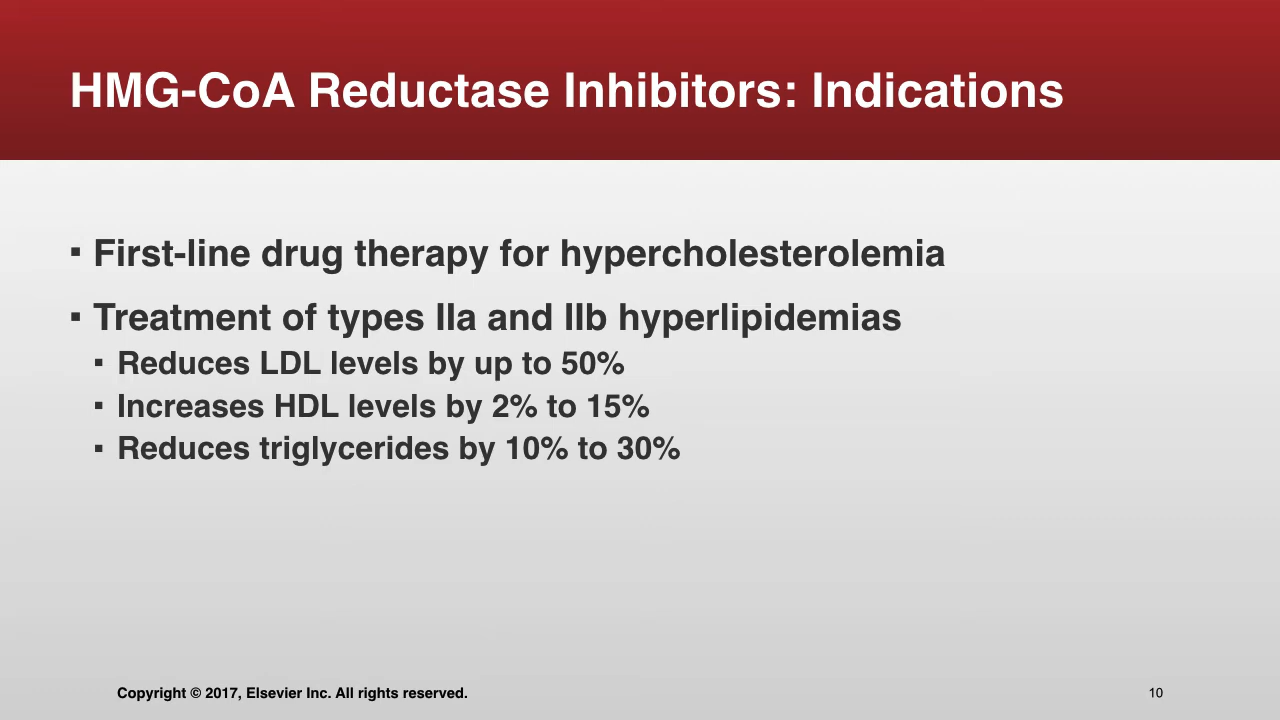 HMG-CoA Reductase Inhibitors: Indications
▪ First-line drug therapy for hypercholesterolemia
▪ Treatment of types IIa and IIb hyperlipidemias
▪ Reduces LDL levels by up to 50%
▪ Increases HDL levels by 2% to 15%
▪ Reduces triglycerides by 10% to 30%
Copyright © 2017, Elsevier Inc. All rights reserved.
10